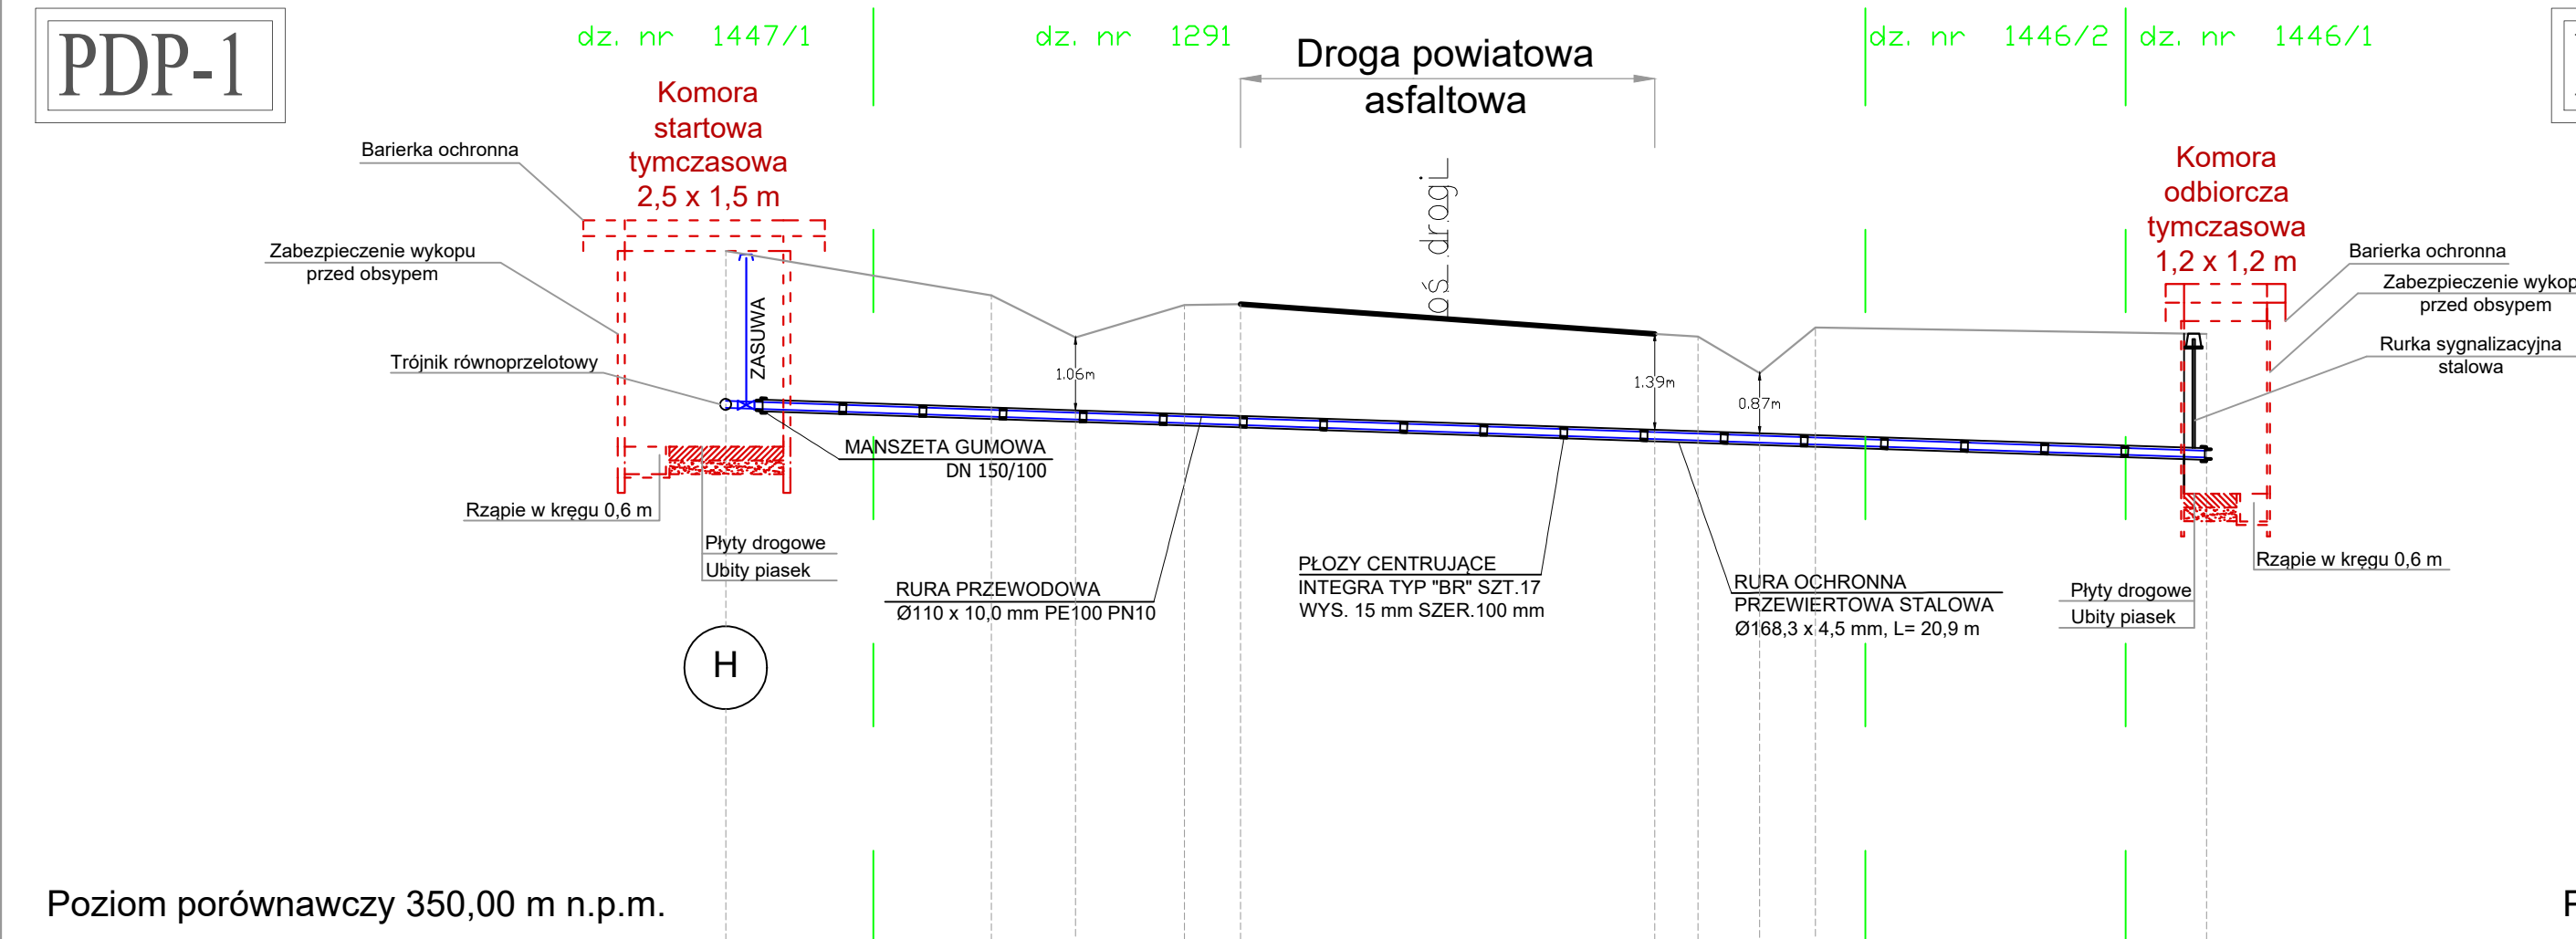 PDP-1
dz. nr 1447/1
dz. nr 1291
dz. nr 1446/2
dz. nr 1446/1
Droga powiatowa
asfaltowa
oś drogi
Komora
startowa
tymczasowa
2,5 x 1,5 m
Barierka ochronna
Zabezpieczenie wykopu
przed obsypem
Trójnik równoprzelotowy
ZASUWA
MANSZETA GUMOWA
DN 150/100
Rząpie w kręgu 0,6 m
Płyty drogowe
Ubity piasek
H
1.06m
1.39m
0.87m
RURA PRZEWODOWA
Ø110 x 10,0 mm PE100 PN10
PŁOZY CENTRUJĄCE
INTEGRA TYP "BR" SZT.17
WYS. 15 mm SZER.100 mm
RURA OCHRONNA
PRZEWIERTOWA STALOWA
Ø168,3 x 4,5 mm, L= 20,9 m
Komora
odbiorcza
tymczasowa
1,2 x 1,2 m
Barierka ochronna
Zabezpieczenie wykop
przed obsypem
Rurka sygnalizacyjna
stalowa
Rząpie w kręgu 0,6 m
Płyty drogowe
Ubity piasek
Poziom porównawczy 350,00 m n.p.m.